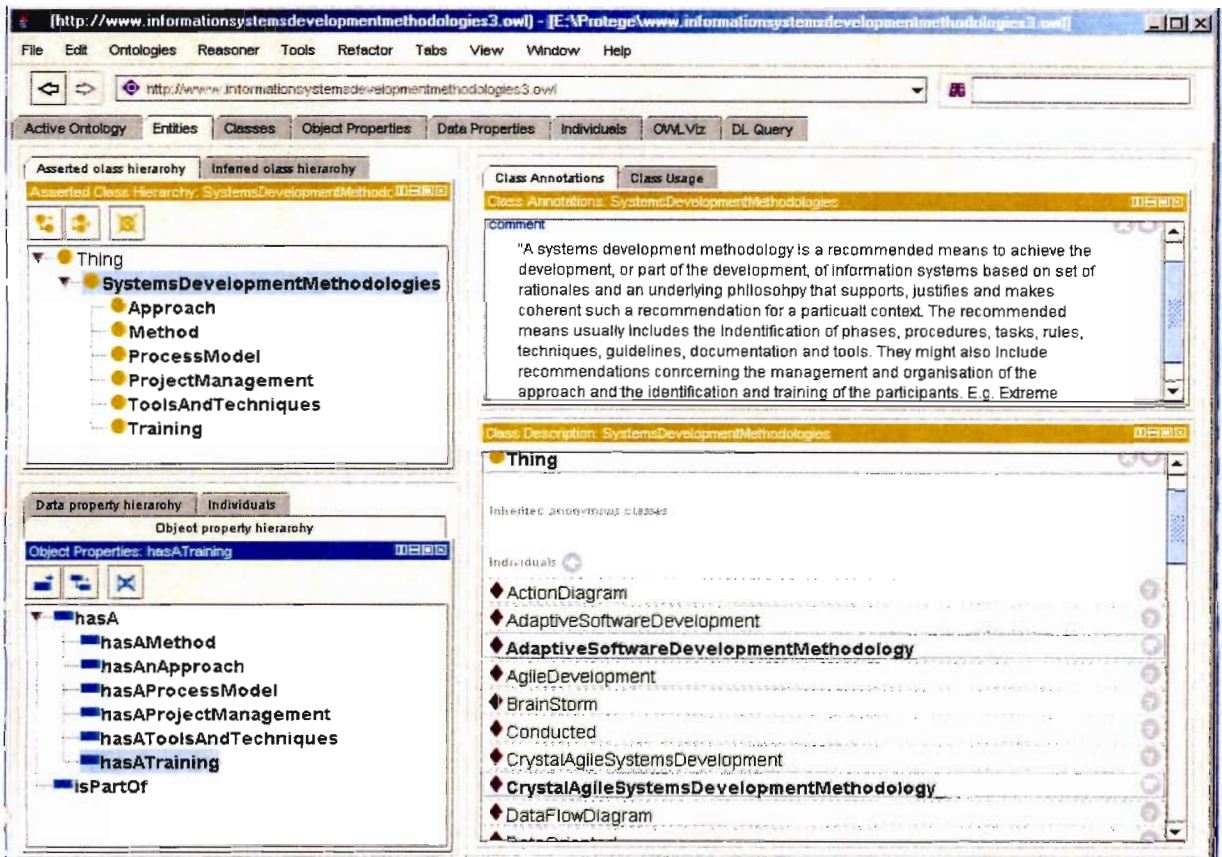 [http://www.informationsystemsdevelopmentmethodologies3.owl] - [E:\Protege\www.informationsystemsdevelopmentmethodologies3.owl]
File Edit Ontologies Reasoner Tools Refactor Tabs View Window Help
http://www.informationsystemsdevelopmentmethodologies3.owl
Active Ontology Entities Classes Object Properties Data Properties Individuals OWLViz DL Query
Asserted class hierarchy Inferred class hierarchy
Asserted Class Hierarchy: SystemsDevelopmentMethodc
Thing
SystemsDevelopmentMethodologies
Approach
Method
ProcessModel
ProjectManagement
ToolsAndTechniques
Training
Data property hierarchy Individuals
Object property hierarchy
Object Properties: hasATraining
hasA
hasAMethod
hasAnApproach
hasAProcessModel
hasAProjectManagement
hasAToolsAndTechniques
hasATraining
isPartOf
Class Annotations Class Usage
Class Annotations: SystemsDevelopmentMethodologies
comment
"A systems development methodology is a recommended means to achieve the
development, or part of the development, of information systems based on set of
rationales and an underlying philosohpy that supports, justifies and makes
coherent such a recommendation for a particualt context. The recommended
means usually includes the indentification of phases, procedures, tasks, rules,
techniques, guidelines, documentation and tools. They might also include
recommendations conrcerning the management and organisation of the
approach and the identification and training of the participants. E.g. Extreme
Class Description: SystemsDevelopmentMethodologies
Thing
Inherited anonymous classes
Individuals
ActionDiagram
AdaptiveSoftwareDevelopment
AdaptiveSoftwareDevelopmentMethodology
AgileDevelopment
BrainStorm
Conducted
CrystalAgileSystemsDevelopment
CrystalAgileSystemsDevelopmentMethodology
DataFlowDiagram